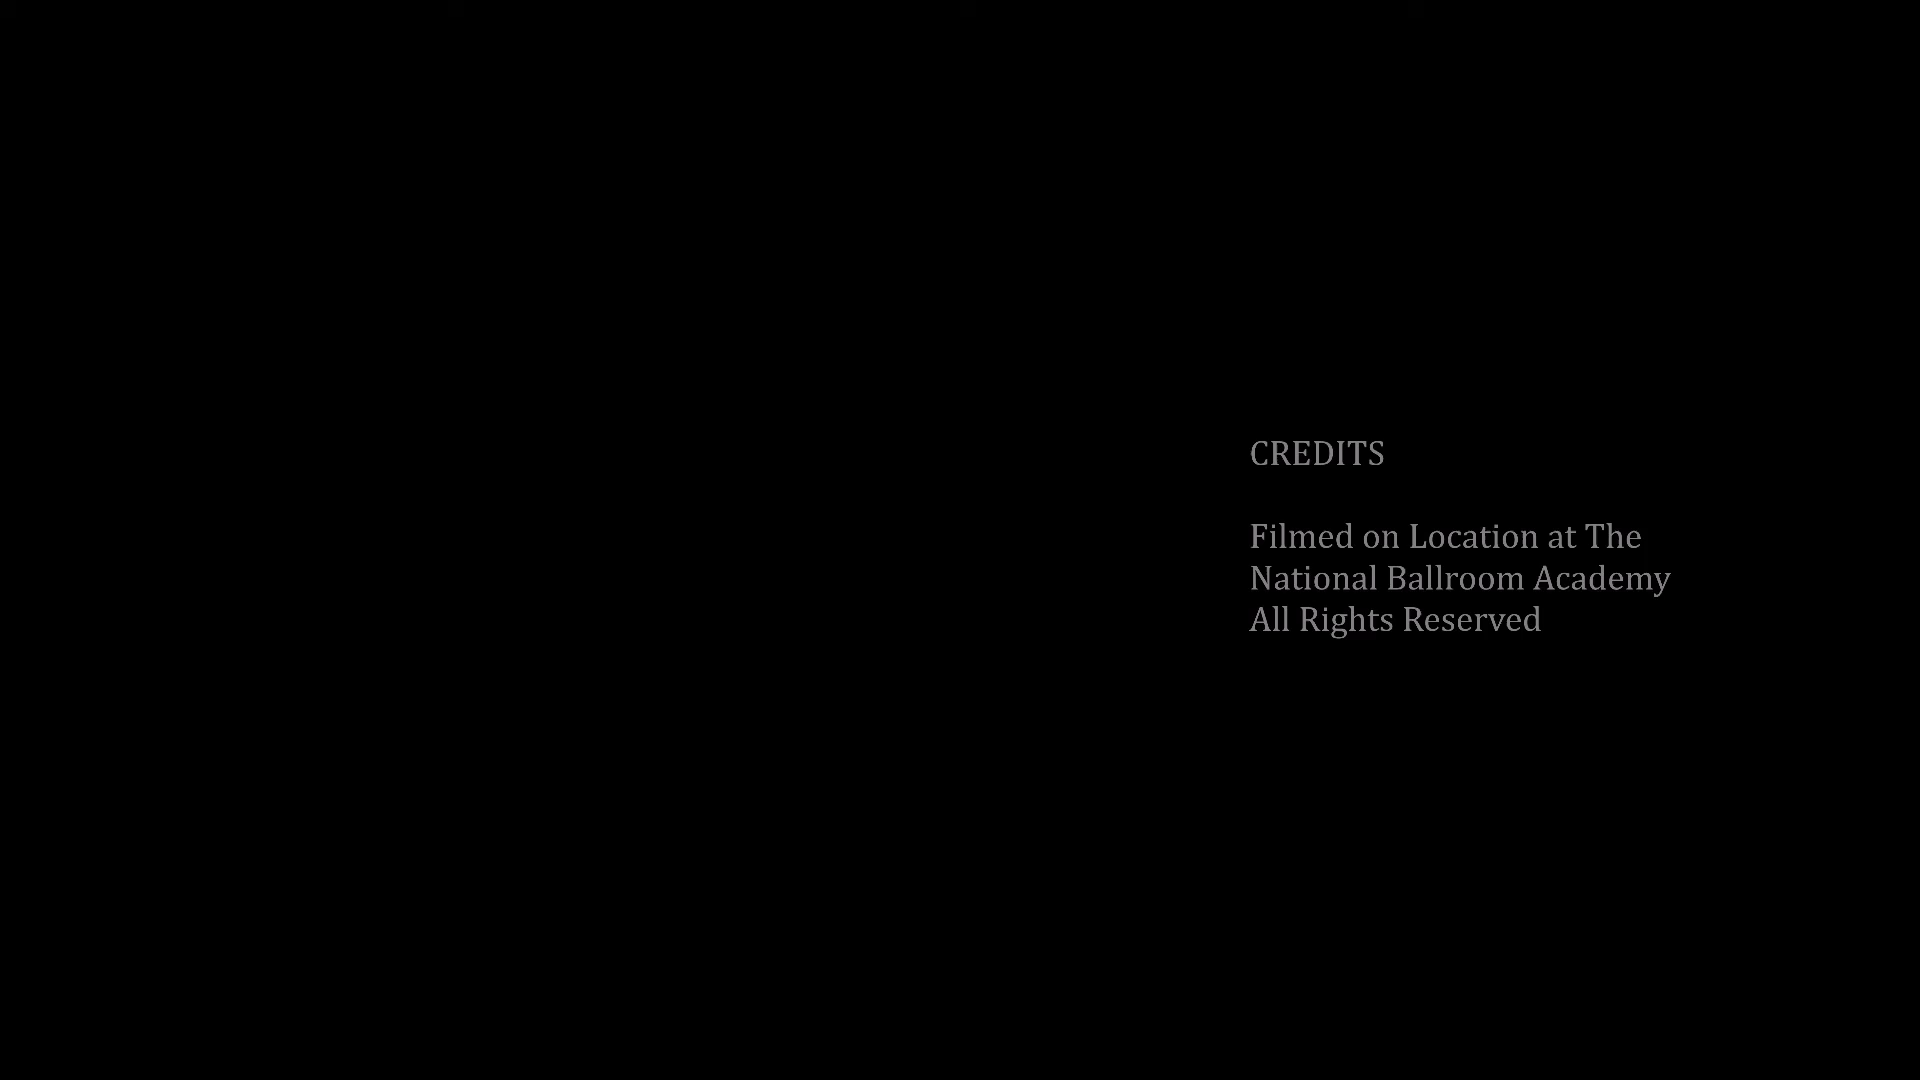 CREDITS
Filmed on Location at The
National Ballroom Academy
All Rights Reserved